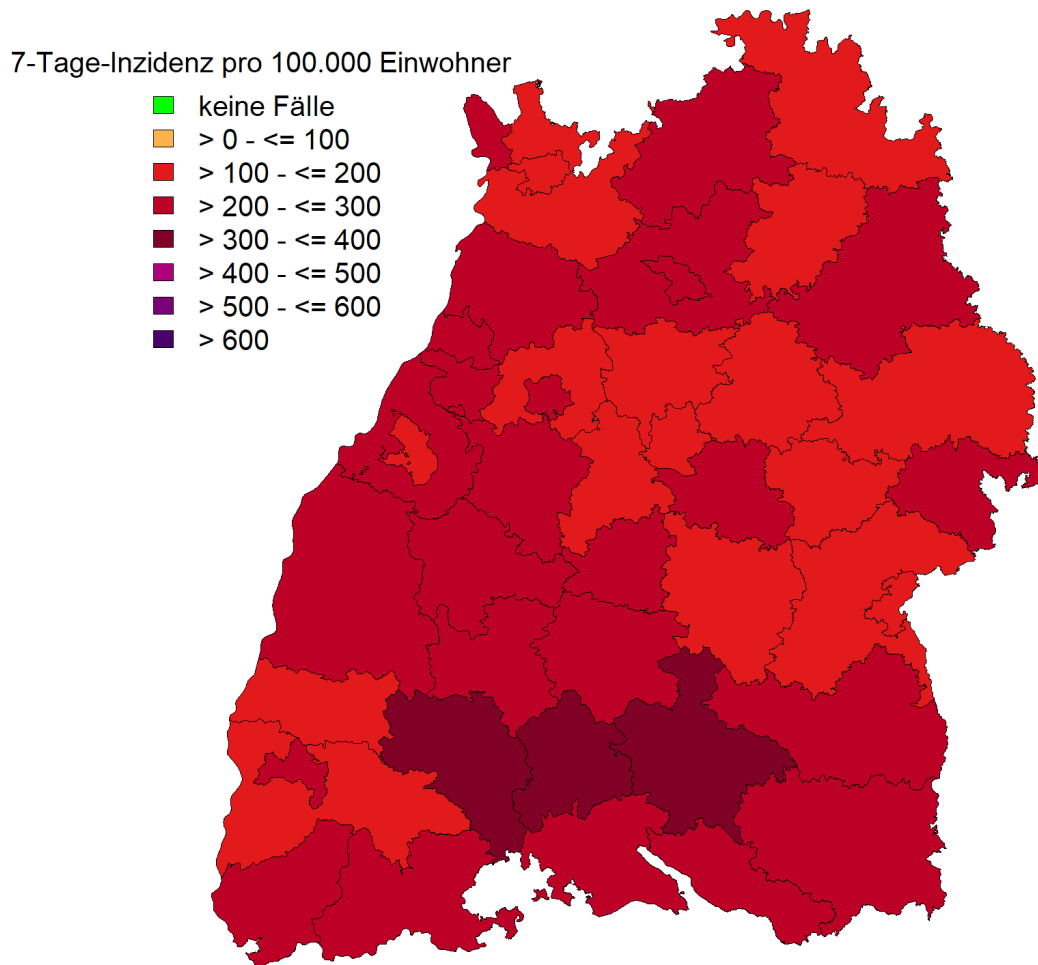 7-Tage-Inzidenz pro 100.000 Einwohner
keine Fälle
> 0 - <= 100
> 100 - <= 200
> 200 - <= 300
> 300 - <= 400
> 400 - <= 500
> 500 - <= 600
> 600